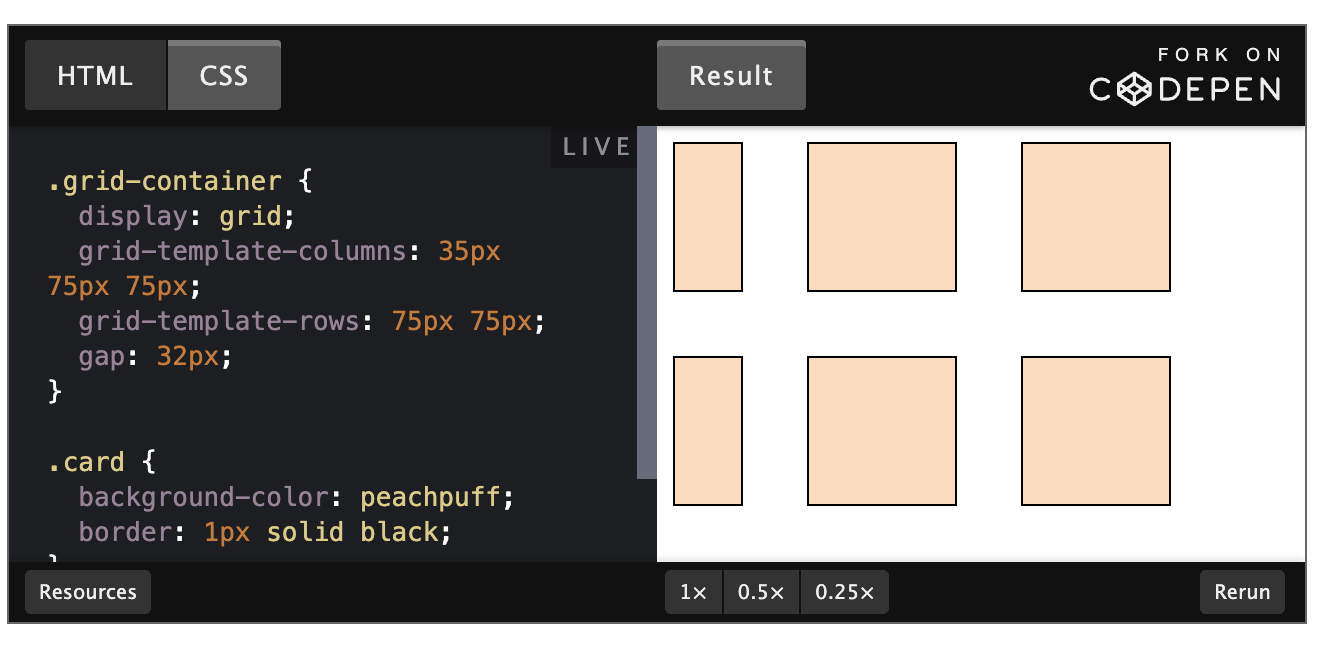 HTML CSS Result FORK ON
CODEPEN
LIVE
.grid-container {
  display: grid;
  grid-template-columns: 35px
75px 75px;
  grid-template-rows: 75px 75px;
  gap: 32px;
}
.card {
  background-color: peachpuff;
  border: 1px solid black;
}
Resources 1× 0.5× 0.25× Rerun